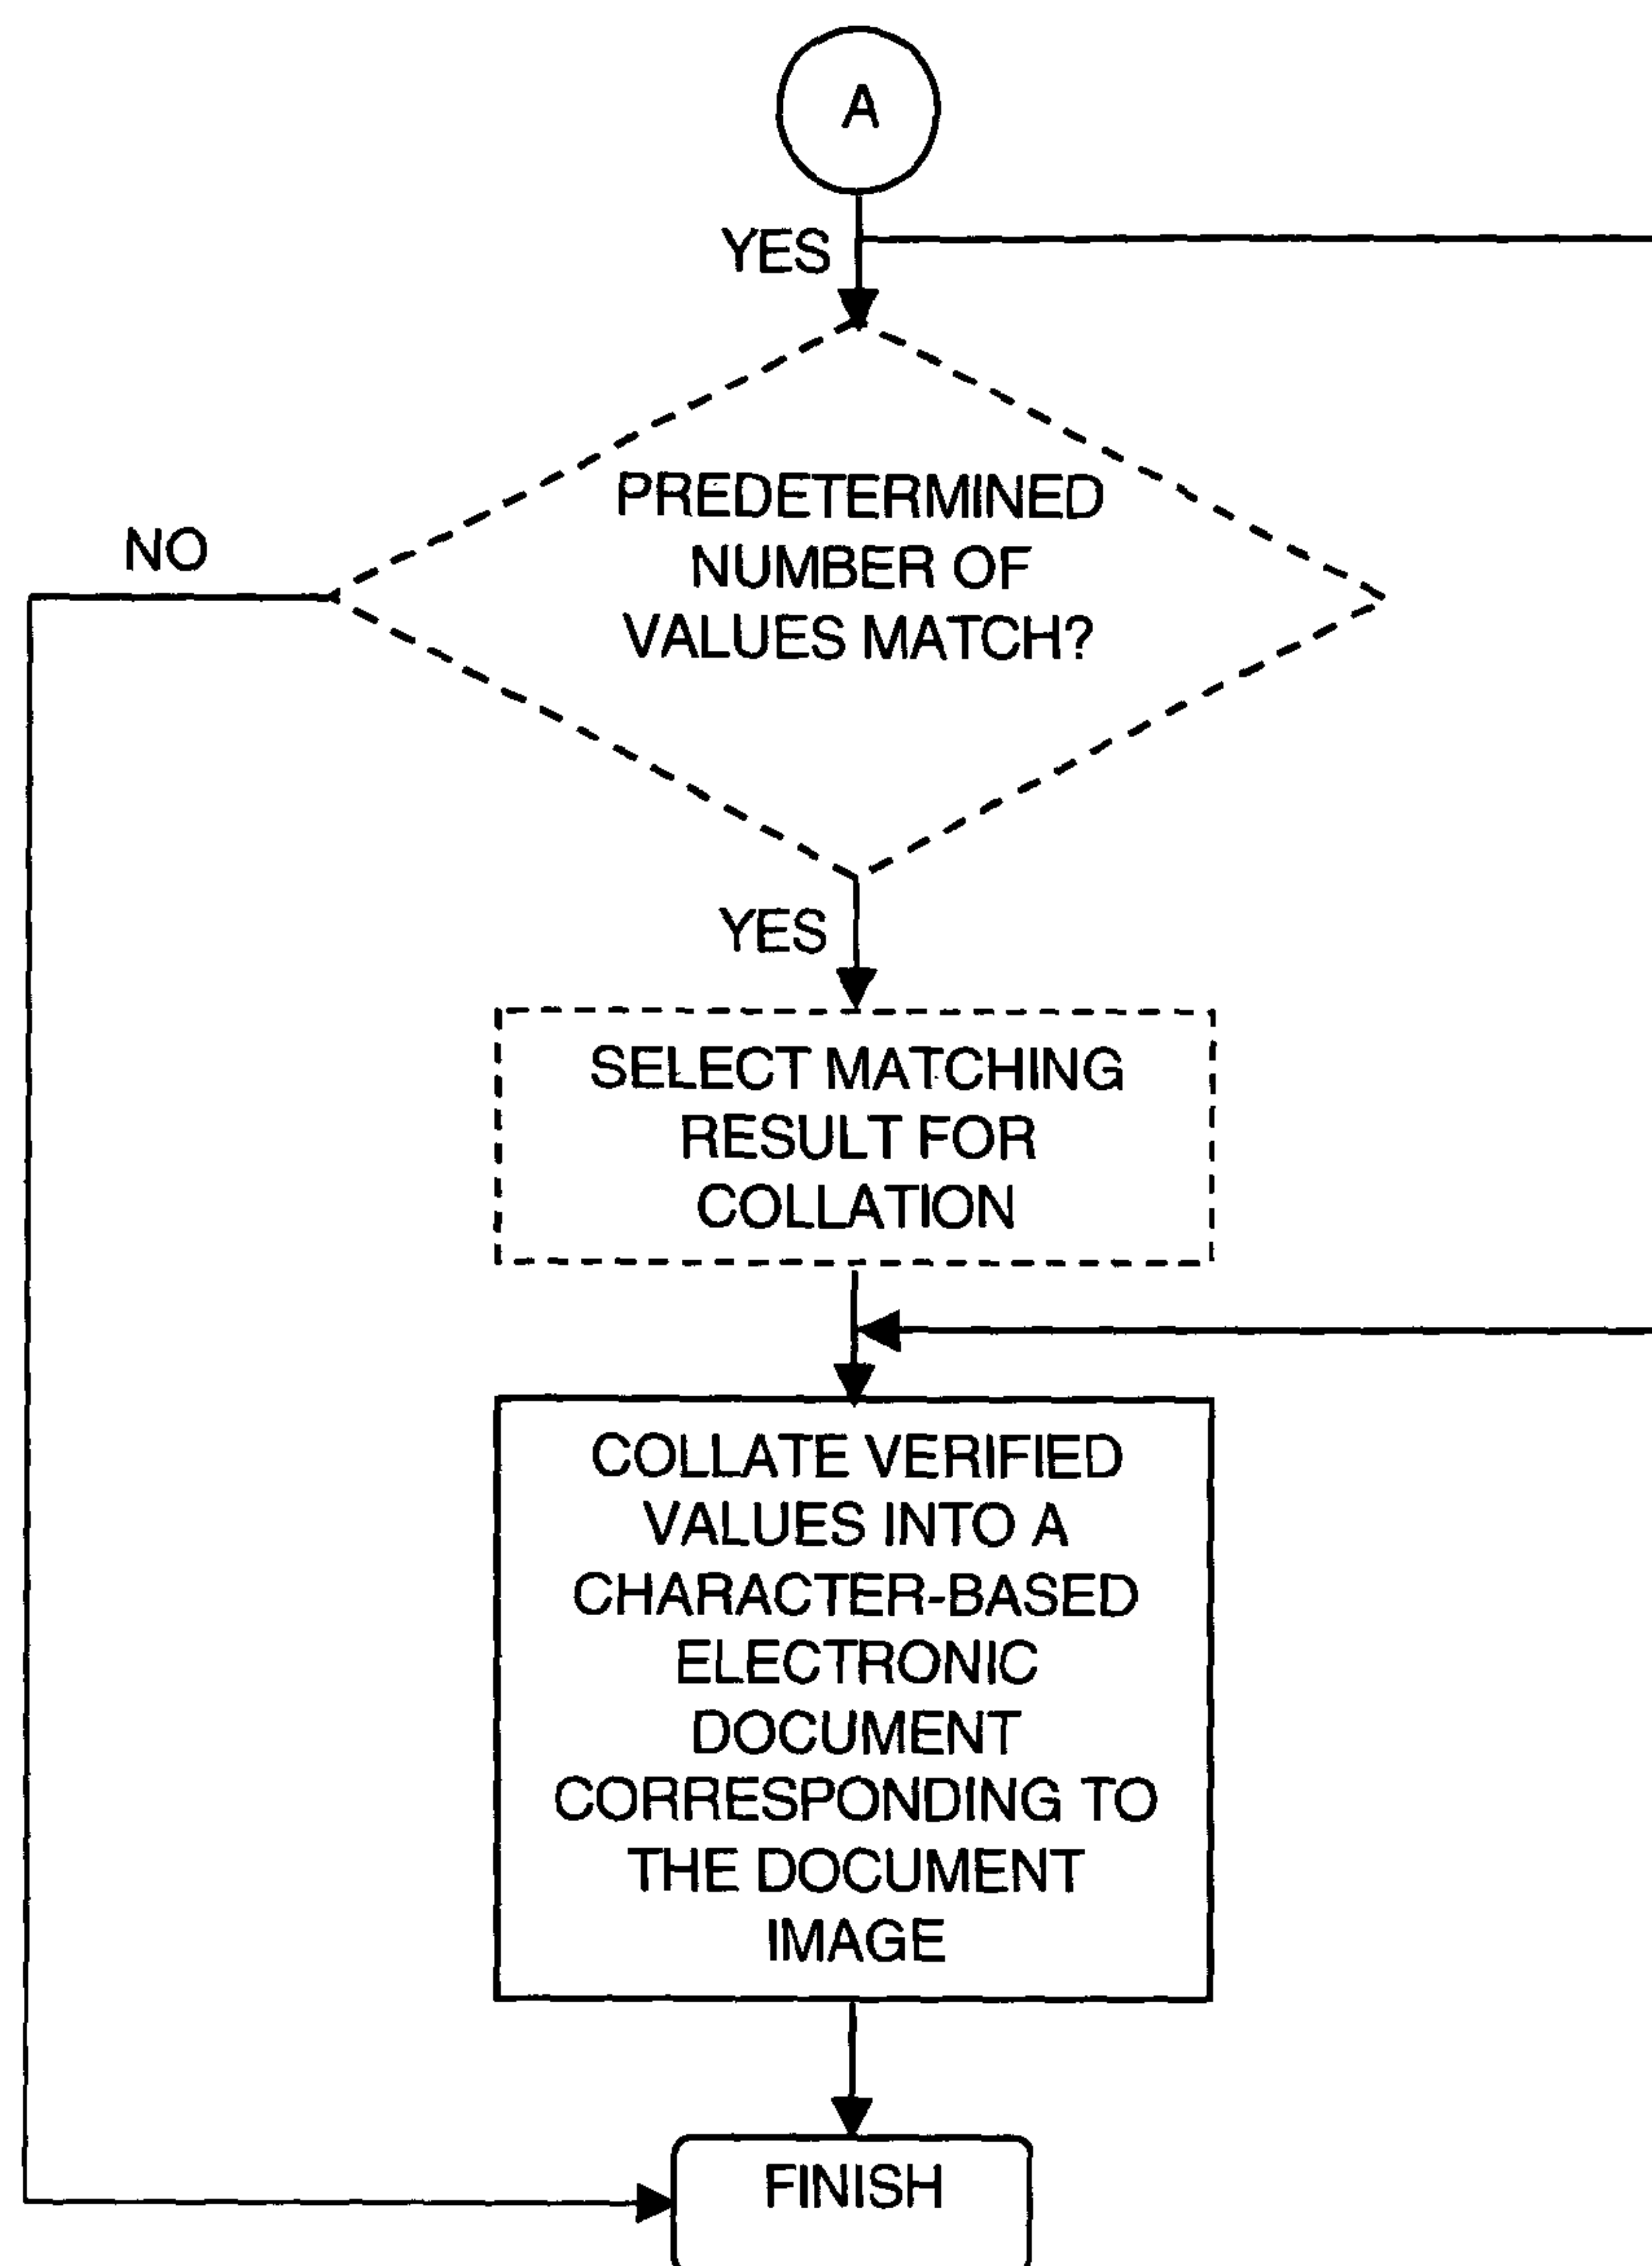 A
YES
PREDETERMINED
NUMBER OF
VALUES MATCH?
NO
YES
SELECT MATCHING
RESULT FOR
COLLATION
COLLATE VERIFIED
VALUES INTO A
CHARACTER-BASED
ELECTRONIC
DOCUMENT
CORRESPONDING TO
THE DOCUMENT
IMAGE
FINISH